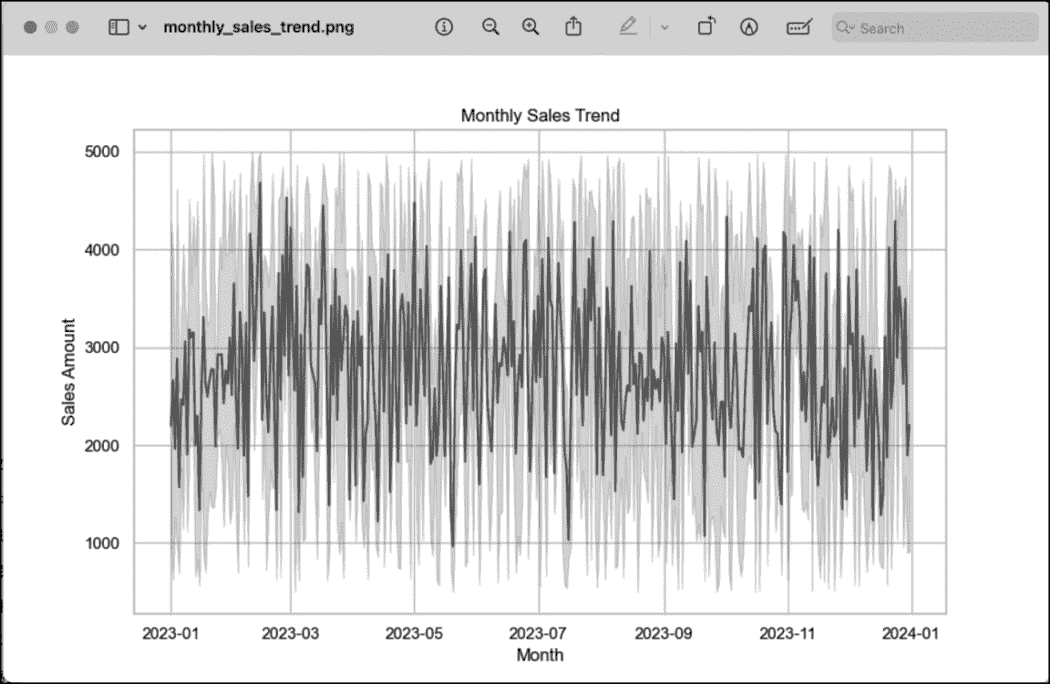 monthly_sales_trend.png
Search
Monthly Sales Trend
5000
4000
3000
2000
1000
Sales Amount
2023-01 2023-03 2023-05 2023-07 2023-09 2023-11 2024-01
Month